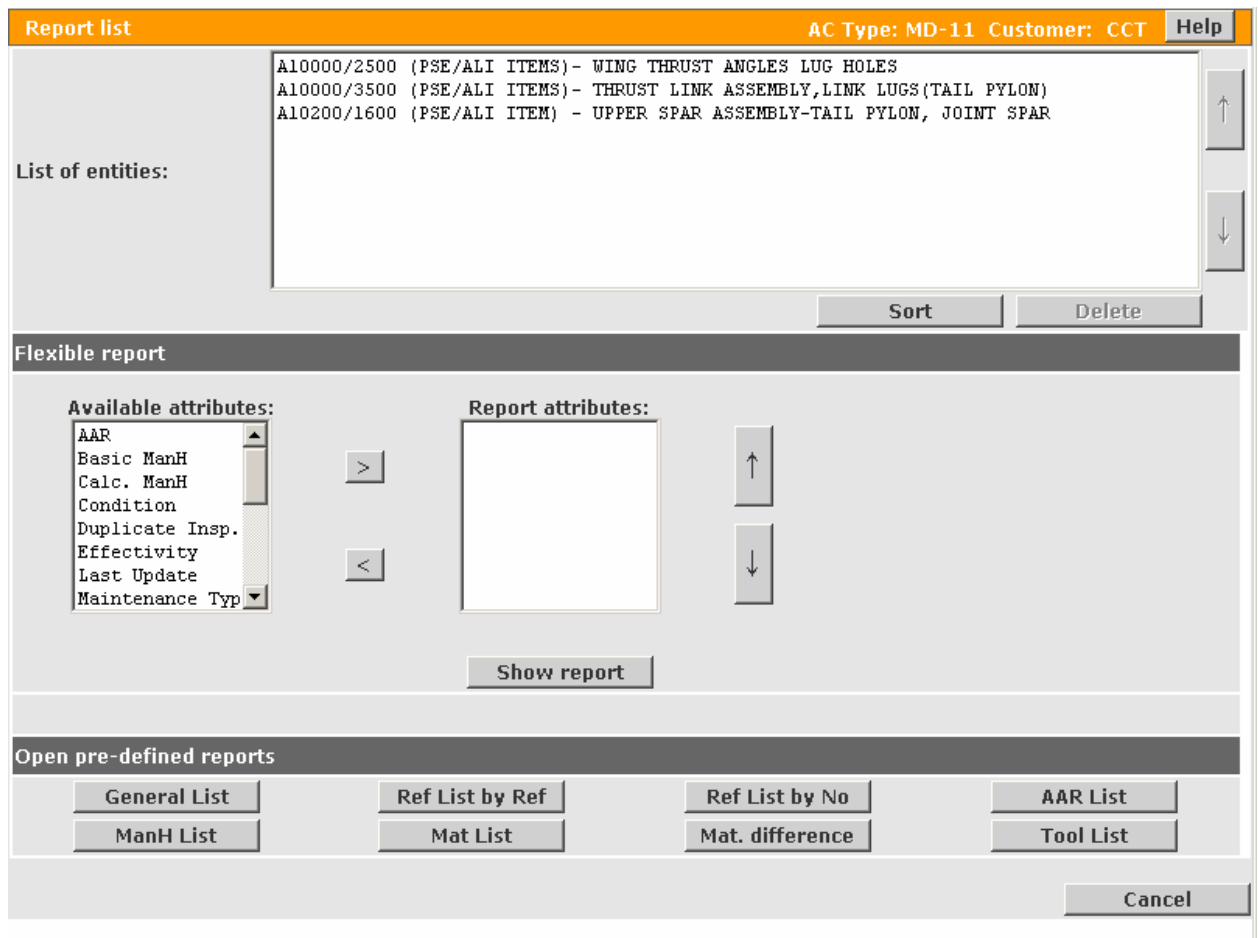 Report list AC Type: MD-11 Customer: CCT Help
A10000/2500 (PSE/ALI ITEMS)- WING THRUST ANGLES LUG HOLES
A10000/3500 (PSE/ALI ITEMS)- THRUST LINK ASSEMBLY,LINK LUGS(TAIL PYLON)
A10200/1600 (PSE/ALI ITEM) - UPPER SPAR ASSEMBLY-TAIL PYLON, JOINT SPAR
↑
List of entities:
↓
Sort Delete
Flexible report
Available attributes: Report attributes:
AAR
Basic ManH
Calc. ManH
Condition
Duplicate Insp.
Effectivity
Last Update
Maintenance Typ
> ↑
< ↓
Show report
Open pre-defined reports
General List Ref List by Ref Ref List by No AAR List
ManH List Mat List Mat. difference Tool List
Cancel